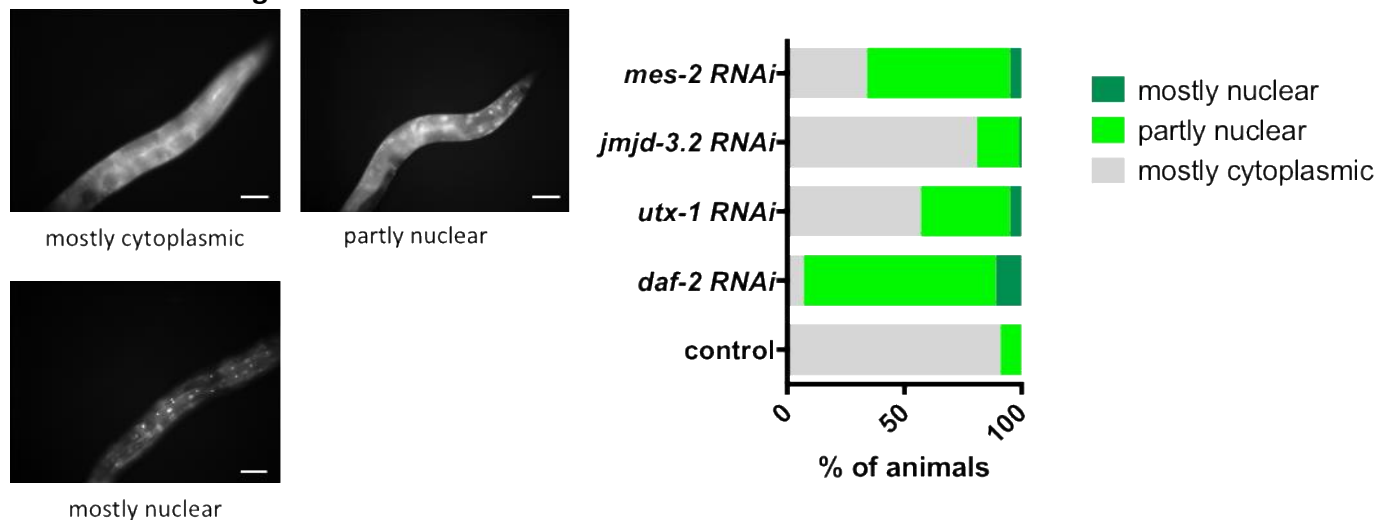 mostly cytoplasmic
partly nuclear
mostly nuclear
mes-2 RNAi
jmjd-3.2 RNAi
utx-1 RNAi
daf-2 RNAi
control
0
50
100
% of animals
mostly nuclear
partly nuclear
mostly cytoplasmic